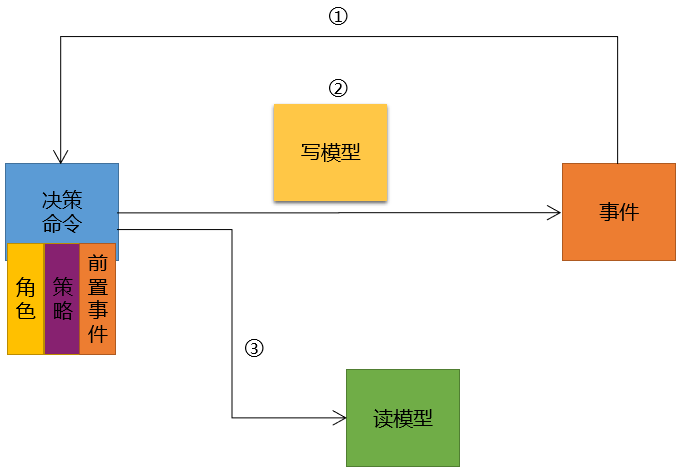 ①
②
写模型
决策
命令
事件
角
色
策
略
前
置
事
件
③
读模型